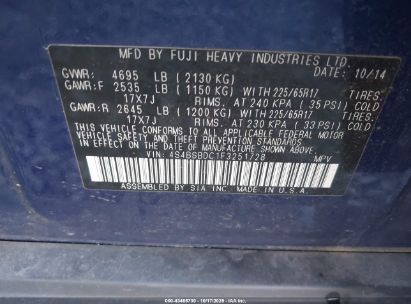 MFD BY FUJI HEAVY INDUSTRIES LTD.
GVWR: 4695 LB (2130 KG) DATE: 10/14
GAWR:F 2535 LB (1150 KG) WITH 225/65R17 TIRES.
17X7J RIMS. AT 240 KPA (35 PSI) COLD.
GAWR:R 2645 LB (1200 KG) WITH 225/65R17 TIRES.
17X7J RIMS. AT 230 KPA (33 PSI) COLD.
THIS VEHICLE CONFORMS TO ALL APPLICABLE FEDERAL MOTOR
VEHICLE SAFETY, BUMPER, AND THEFT PREVENTION STANDARDS
IN EFFECT ON THE DATE OF MANUFACTURE SHOWN ABOVE.
VIN: 4S4BSBDC1F3251728 MPV
ASSEMBLED BY SIA INC. MADE IN U.S.A.